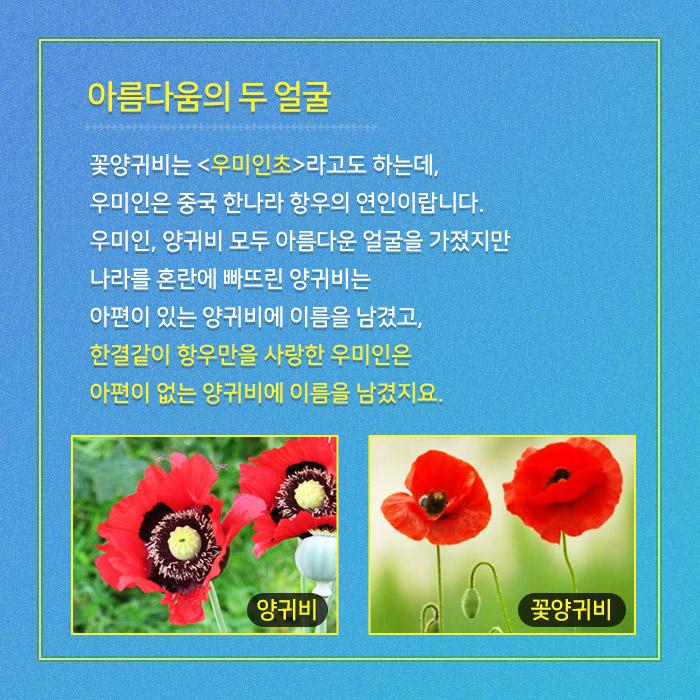 아름다움의 두 얼굴
꽃양귀비는 <우미인초>라고도 하는데,
우미인은 중국 한나라 항우의 연인이랍니다.
우미인, 양귀비 모두 아름다운 얼굴을 가졌지만
나라를 혼란에 빠뜨린 양귀비는
아편이 있는 양귀비에 이름을 남겼고,
한결같이 항우만을 사랑한 우미인은
아편이 없는 양귀비에 이름을 남겼지요.
양귀비
꽃양귀비